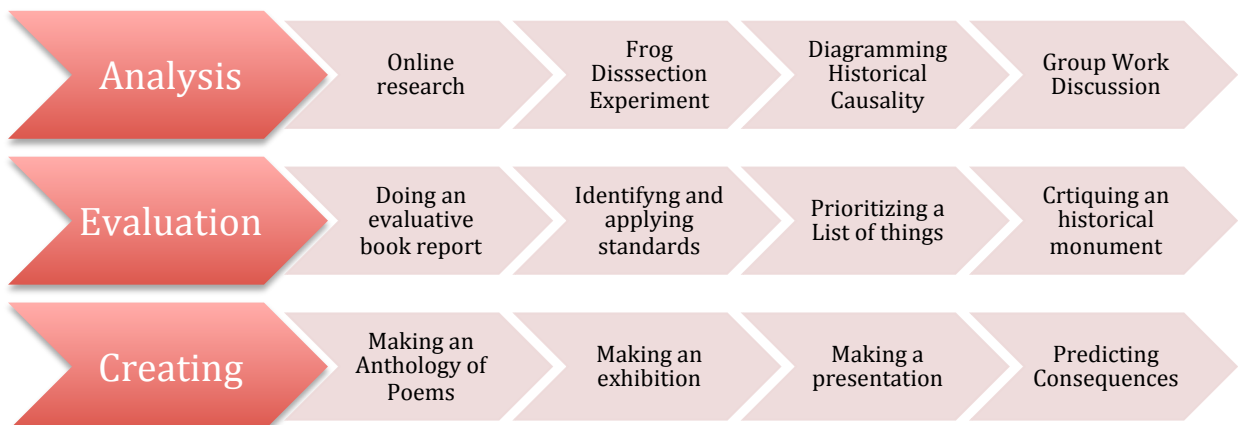 Analysis
Online
research
Frog
Disssection
Experiment
Diagramming
Historical
Causality
Group Work
Discussion
Evaluation
Doing an
evaluative
book report
Identifyng and
applying
standards
Prioritizing a
List of things
Crtiquing an
historical
monument
Creating
Making an
Anthology of
Poems
Making an
exhibition
Making a
presentation
Predicting
Consequences